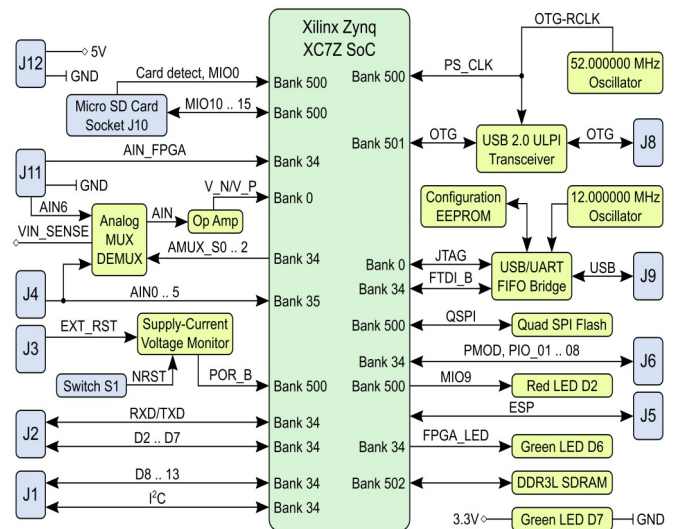 Xilinx Zynq
XC7Z SoC
J12
5V
GND
Card detect, MIO0
Bank 500
Micro SD Card
Socket J10
MIO10 .. 15
Bank 500
J11
AIN_FPGA
Bank 34
GND
AIN6
V_N/V_P
Bank 0
VIN_SENSE
Analog
MUX
DEMUX
AIN
Op Amp
AMUX_S0 .. 2
Bank 34
J4
AIN0 .. 5
Bank 35
J3
EXT_RST
Supply-Current
Voltage Monitor
Switch S1
NRST
POR_B
Bank 500
J2
RXD/TXD
Bank 34
D2 .. D7
Bank 34
J1
D8 .. 13
Bank 34
I²C
Bank 34
OTG-RCLK
Bank 500
PS_CLK
52.000000 MHz
Oscillator
Bank 501
OTG
USB 2.0 ULPI
Transceiver
OTG
J8
Configuration
EEPROM
12.000000 MHz
Oscillator
Bank 0
JTAG
Bank 34
FTDI_B
USB/UART
FIFO Bridge
USB
J9
Bank 500
QSPI
Quad SPI Flash
Bank 34
PMOD, PIO_01 .. 08
J6
Bank 500
MIO9
Red LED D2
ESP
J5
Bank 34
FPGA_LED
Green LED D6
Bank 502
DDR3L SDRAM
3.3V
Green LED D7
GND